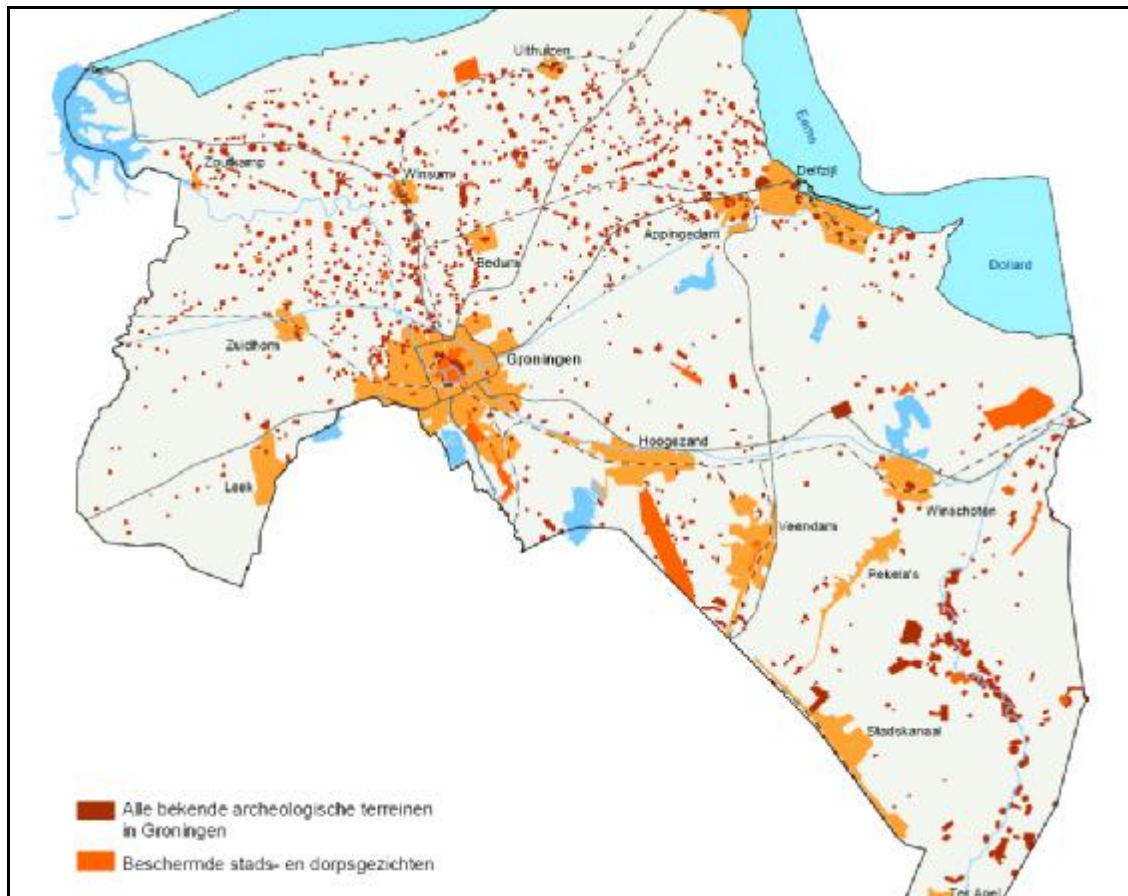 Uithuizen
Eems
Zoutkamp
Winsum
Delfzijl
Appingedam
Bedum
Dollard
Zuidhorn
Groningen
Hoogezand
Leek
Winschoten
Veendam
Pekela's
Stadskanaal
Alle bekende archeologische terreinen
in Groningen
Beschermde stads- en dorpsgezichten
Ter Apel